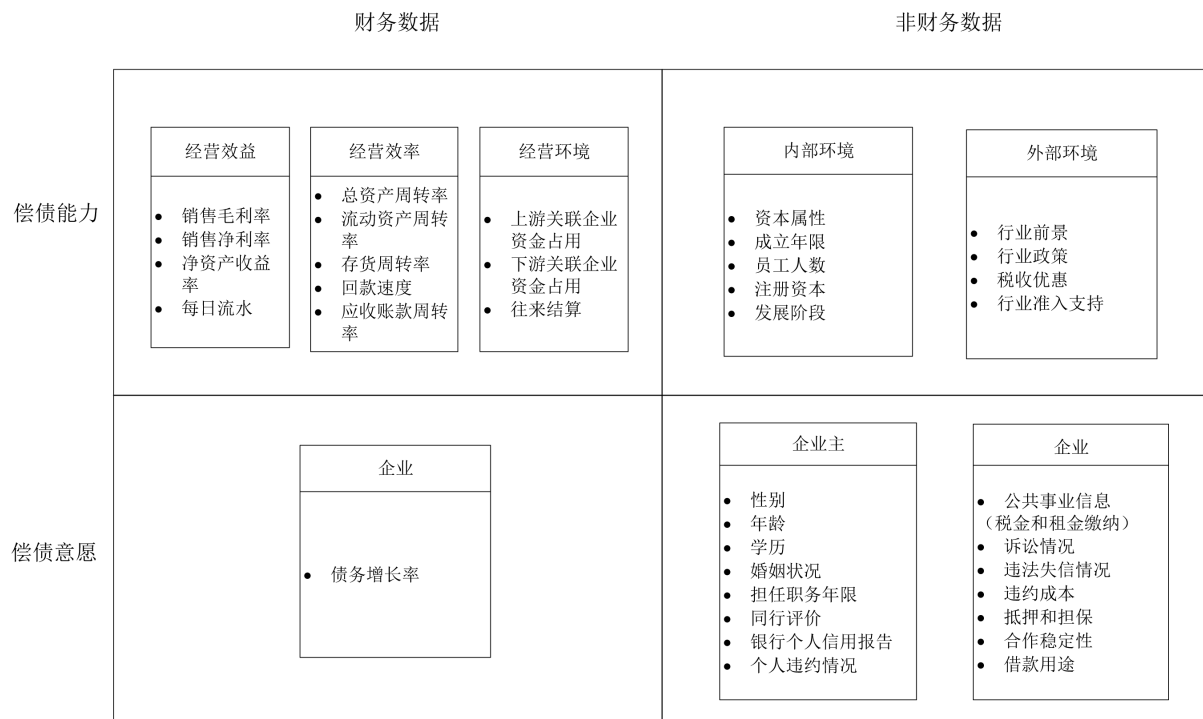 财务数据
非财务数据
偿债能力
经营效益
● 销售毛利率
● 销售净利率
● 净资产收益
率
● 每日流水
经营效率
● 总资产周转率
● 流动资产周转
率
● 存货周转率
● 回款速度
● 应收账款周转
率
经营环境
● 上游关联企业
资金占用
● 下游关联企业
资金占用
● 往来结算
内部环境
● 资本属性
● 成立年限
● 员工人数
● 注册资本
● 发展阶段
外部环境
● 行业前景
● 行业政策
● 税收优惠
● 行业准入支持
偿债意愿
企业
● 债务增长率
企业主
● 性别
● 年龄
● 学历
● 婚姻状况
● 担任职务年限
● 同行评价
● 银行个人信用报告
● 个人违约情况
企业
● 公共事业信息
（税金和租金缴纳）
● 诉讼情况
● 违法失信情况
● 违约成本
● 抵押和担保
● 合作稳定性
● 借款用途